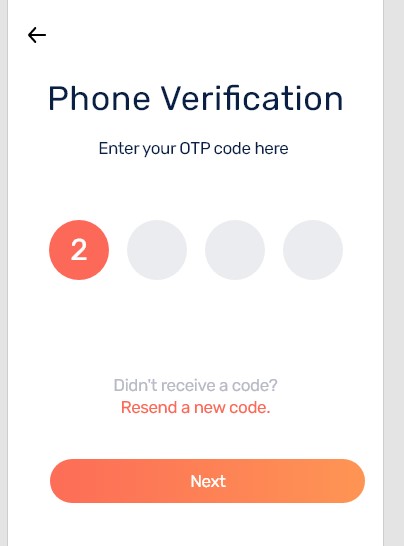 Phone Verification
Enter your OTP code here
2
Didn't receive a code?
Resend a new code.
Next